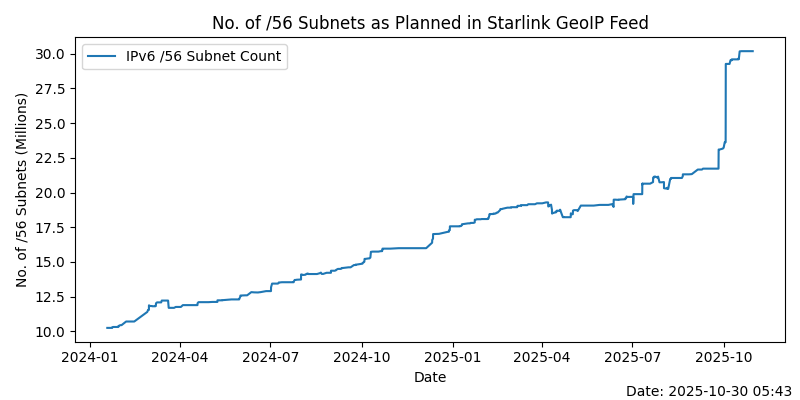 No. of /56 Subnets as Planned in Starlink GeoIP Feed
IPv6 /56 Subnet Count
No. of /56 Subnets (Millions)
30.0
27.5
25.0
22.5
20.0
17.5
15.0
12.5
10.0
2024-01 2024-04 2024-07 2024-10 2025-01 2025-04 2025-07 2025-10
Date
Date: 2025-10-30 05:43